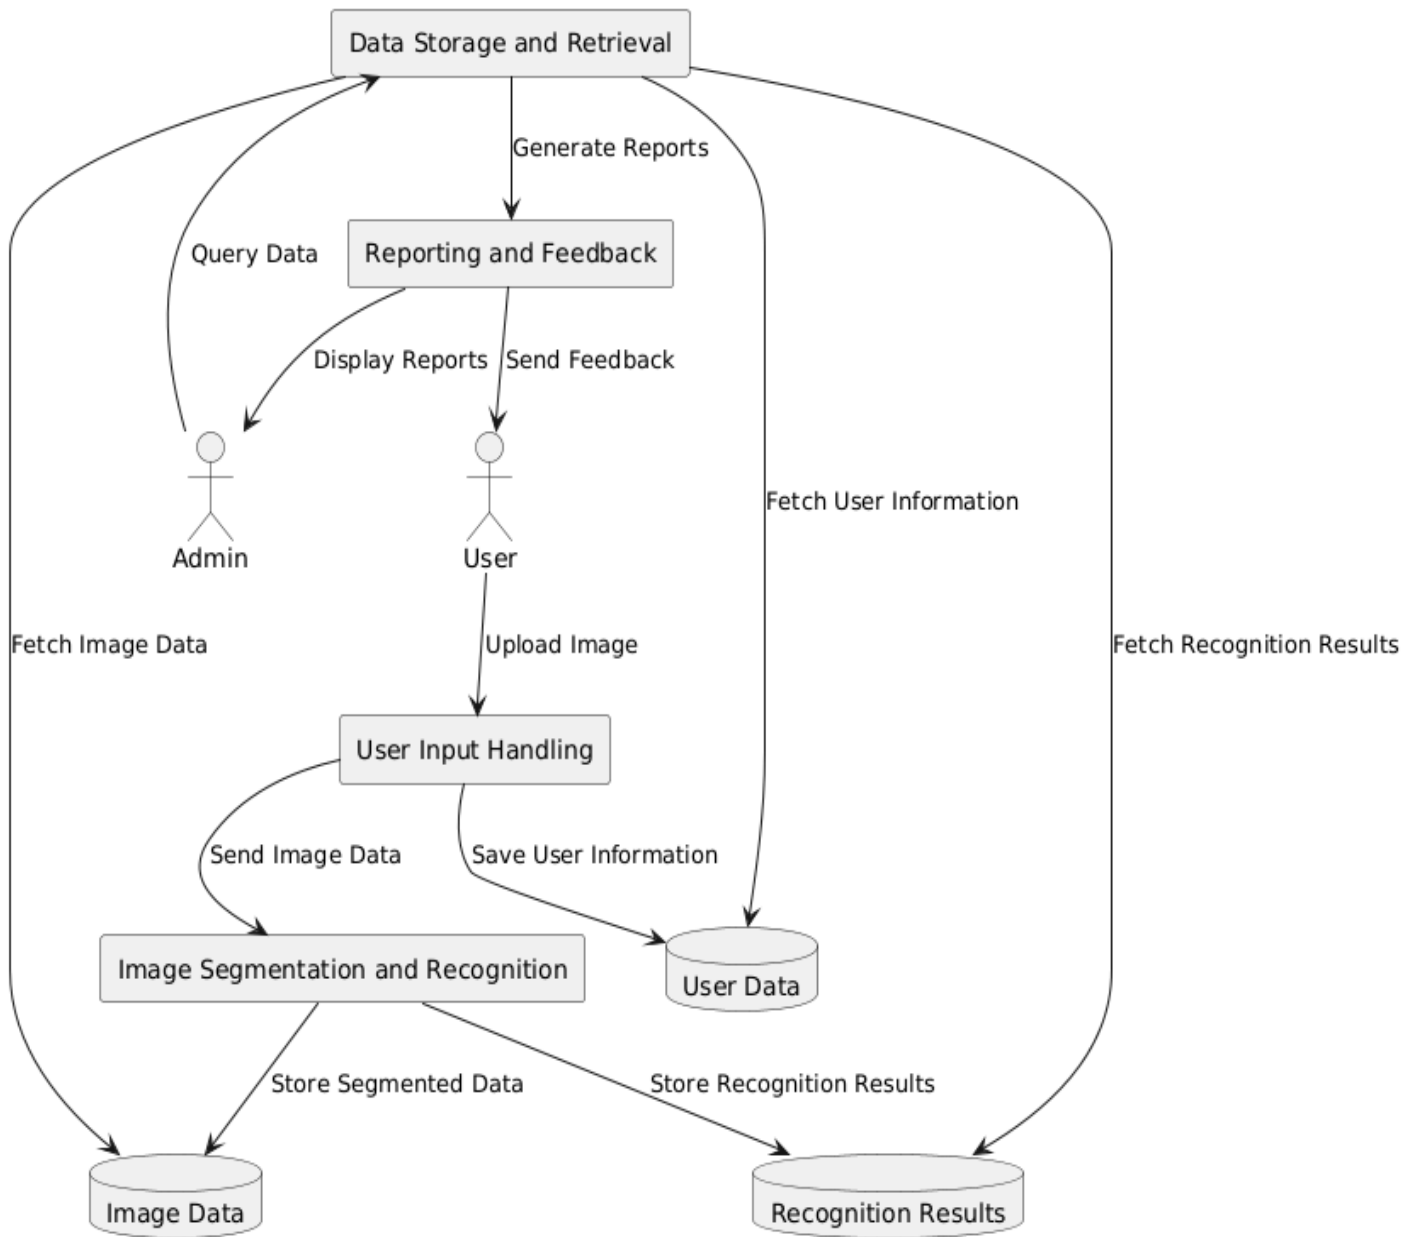 Data Storage and Retrieval
Generate Reports
Query Data
Reporting and Feedback
Display Reports
Send Feedback
Admin
User
Fetch User Information
Fetch Image Data
Upload Image
Fetch Recognition Results
User Input Handling
Send Image Data
Save User Information
Image Segmentation and Recognition
User Data
Store Segmented Data
Store Recognition Results
Image Data
Recognition Results